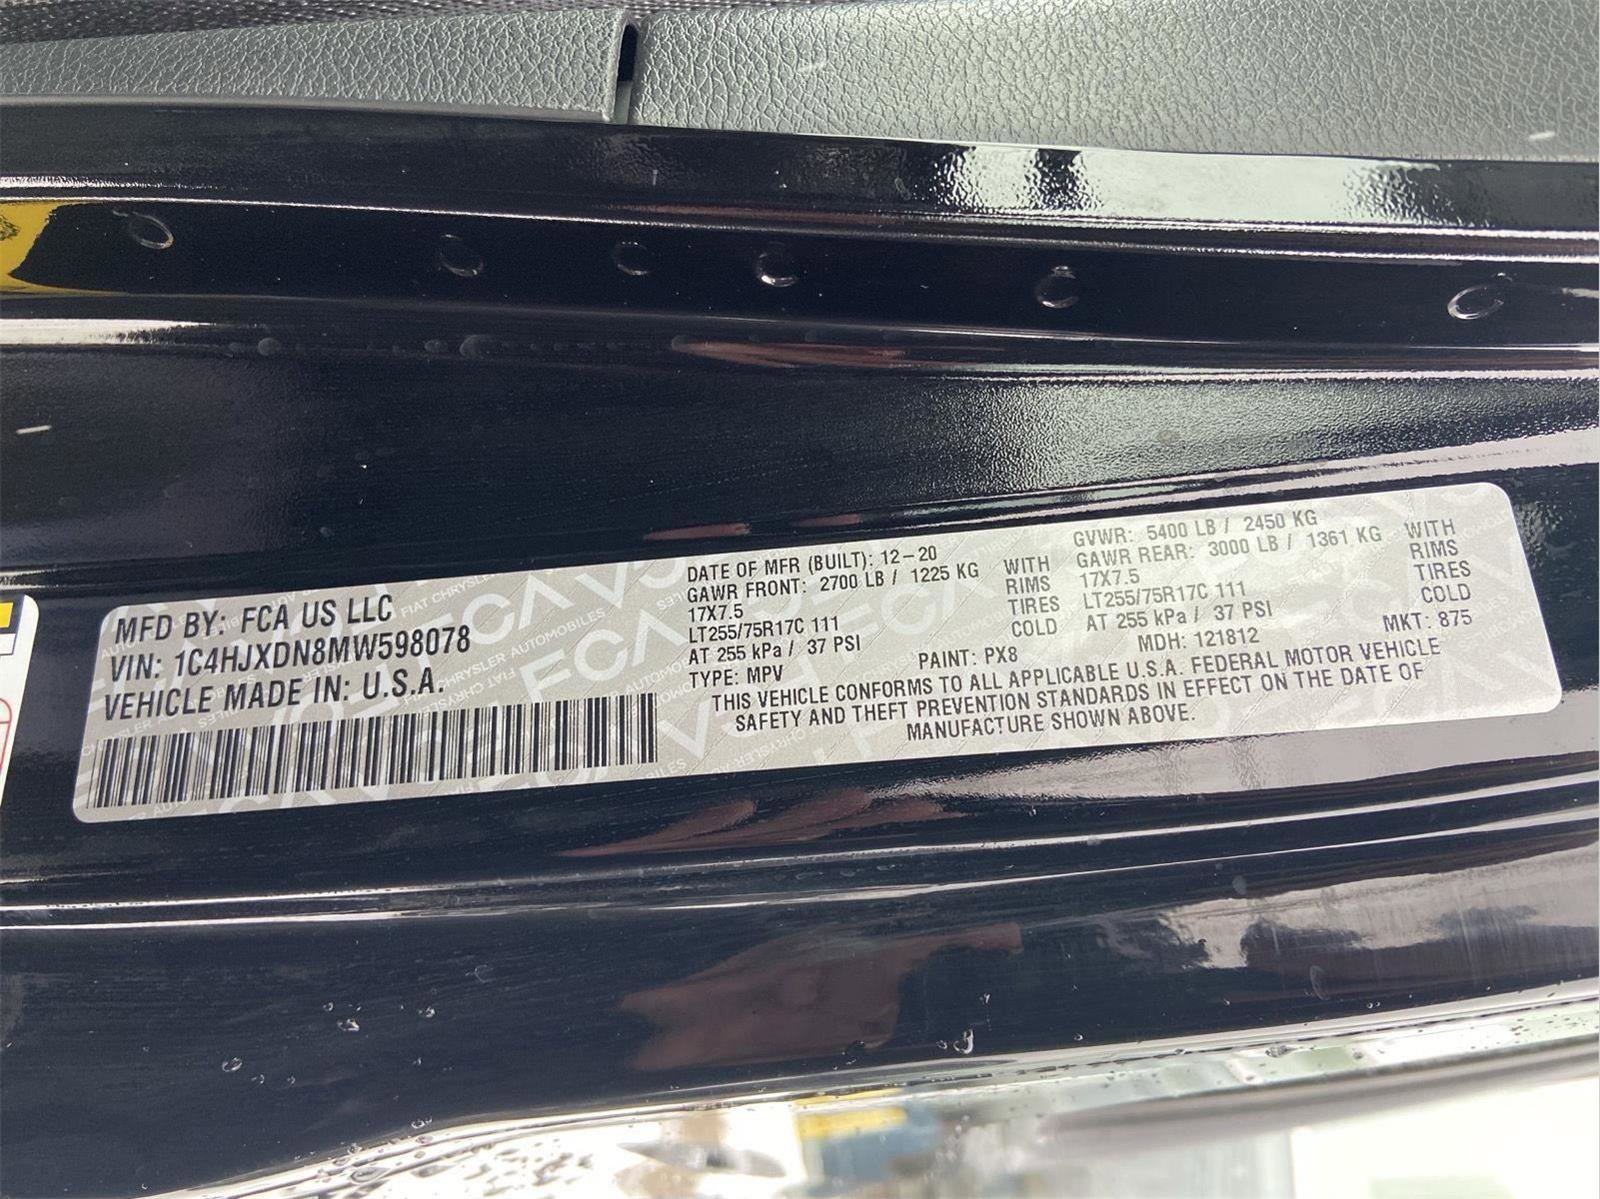 MFD BY: FCA US LLC
VIN: 1C4HJXDN8MW598078
VEHICLE MADE IN: U.S.A.
DATE OF MFR (BUILT): 12-20
GAWR FRONT: 2700 LB / 1225 KG WITH
17X7.5 RIMS
LT255/75R17C 111 TIRES
AT 255 kPa / 37 PSI COLD
TYPE: MPV
PAINT: PX8
GVWR: 5400 LB / 2450 KG
GAWR REAR: 3000 LB / 1361 KG WITH
17X7.5 RIMS
LT255/75R17C 111 TIRES
AT 255 kPa / 37 PSI COLD
MDH: 121812 MKT: 875
THIS VEHICLE CONFORMS TO ALL APPLICABLE U.S.A. FEDERAL MOTOR VEHICLE
SAFETY AND THEFT PREVENTION STANDARDS IN EFFECT ON THE DATE OF
MANUFACTURE SHOWN ABOVE.